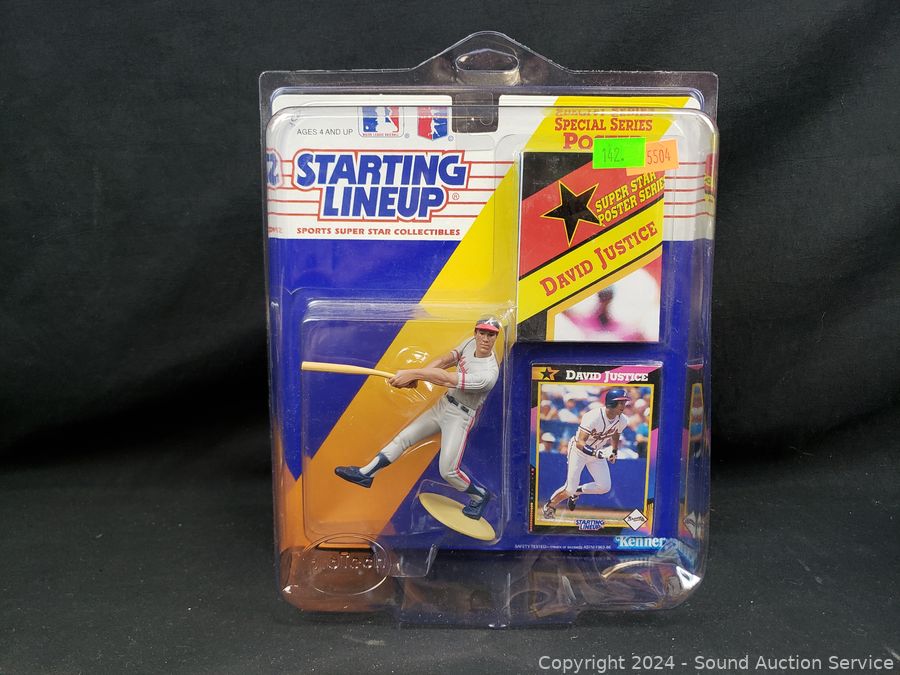 AGES 4 AND UP
STARTING
LINEUP®
SPORTS SUPER STAR COLLECTIBLES
SPECIAL SERIES
142.
5504
SUPER STAR
POSTER SERIES
DAVID JUSTICE
DAVID JUSTICE
STARTING
LINEUP
Kenner
Copyright 2024 - Sound Auction Service